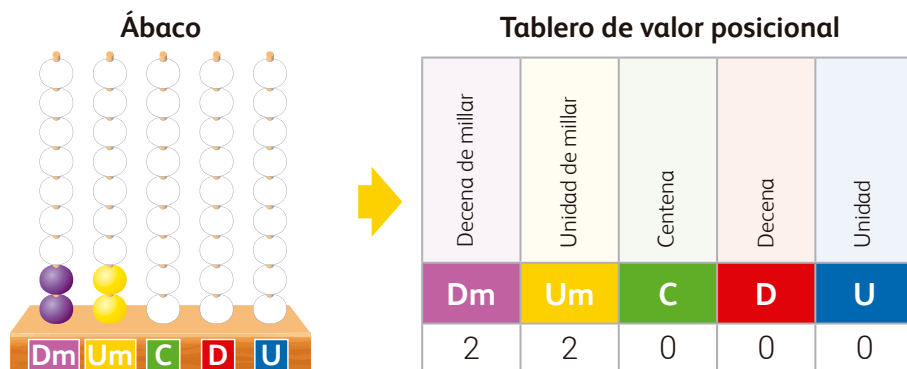 Ábaco
Dm Um C D U
Tablero de valor posicional
Decena de millar
Unidad de millar
Centena
Decena
Unidad
Dm Um C D U
2 2 0 0 0